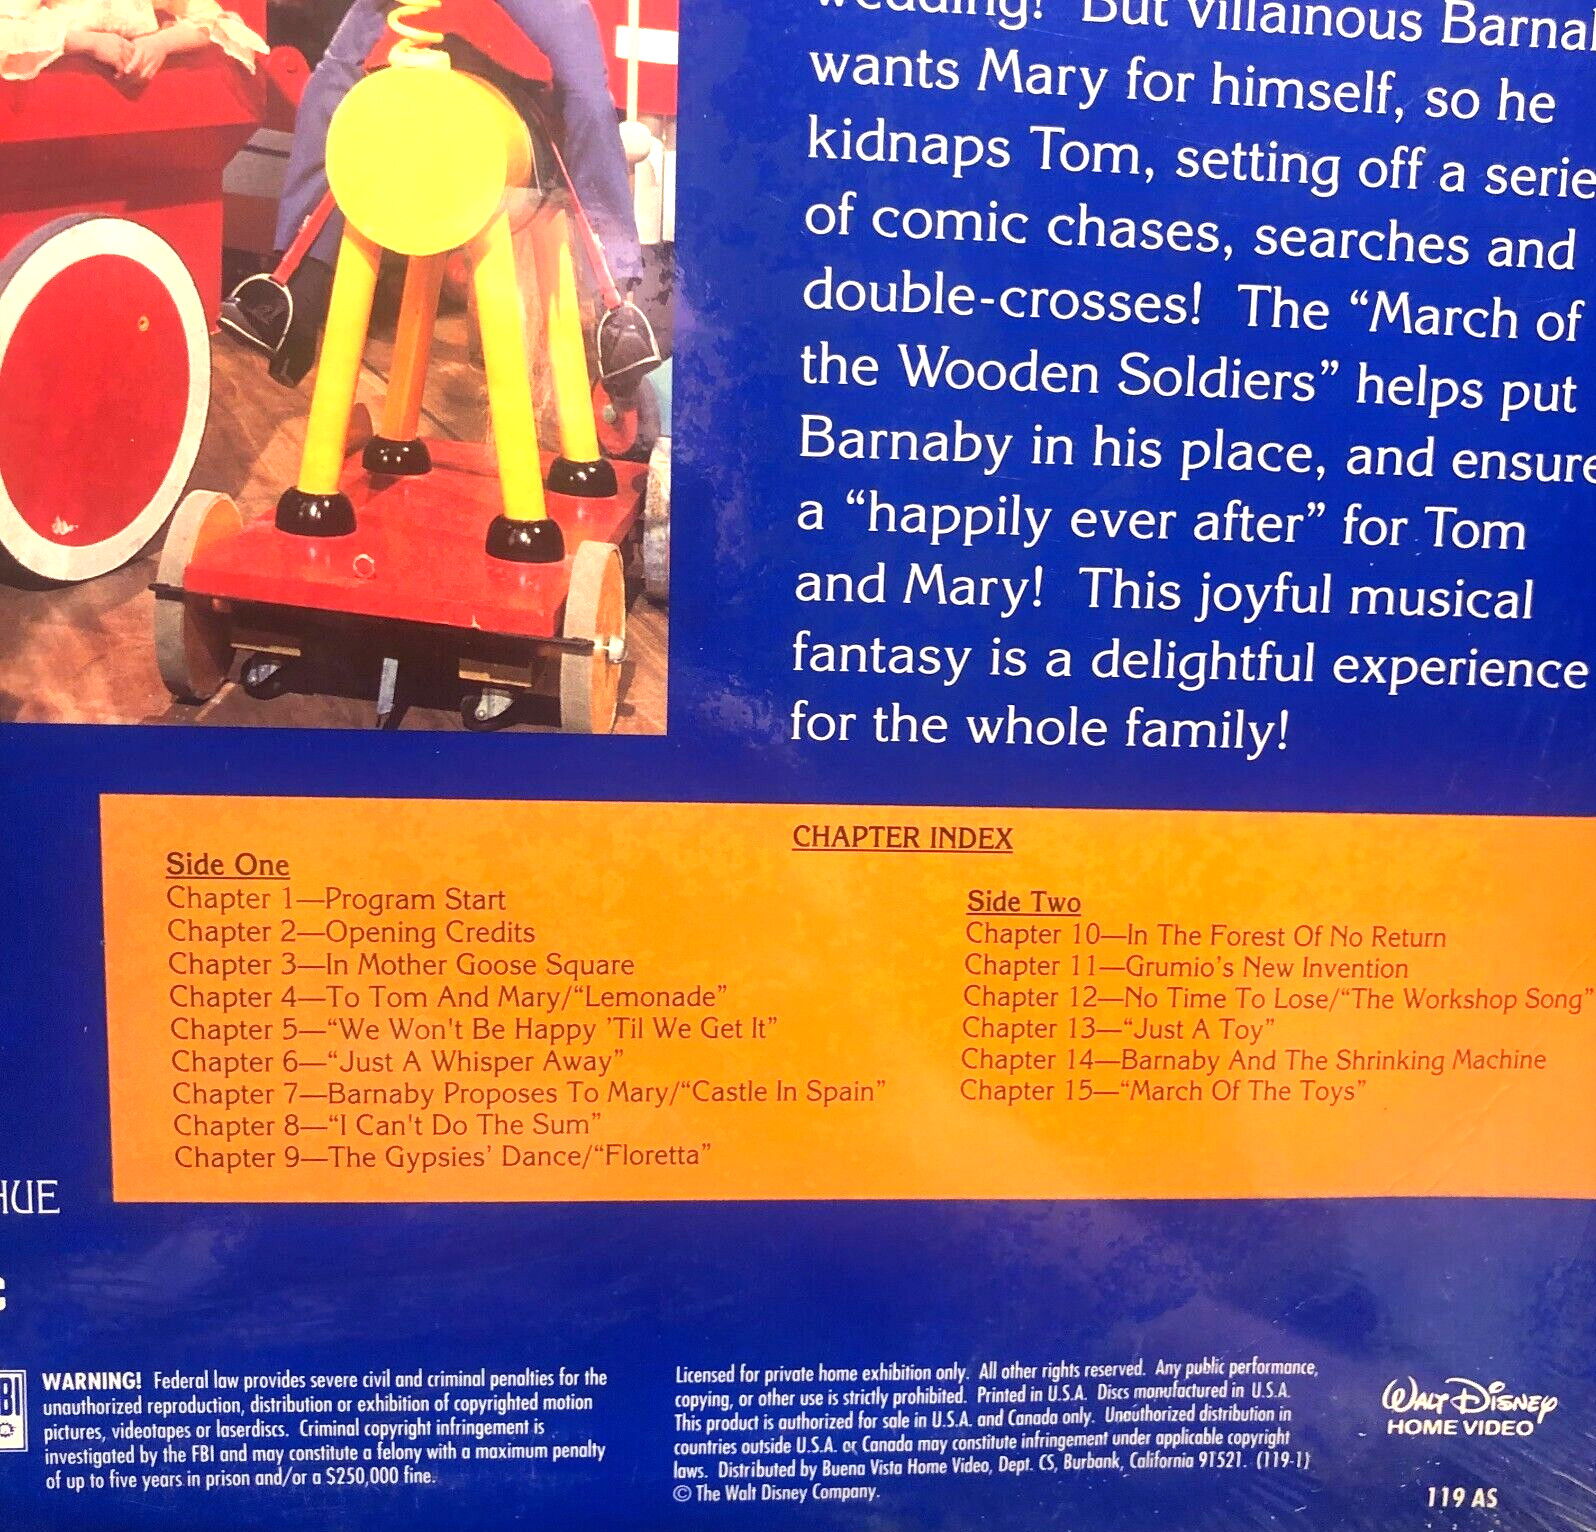 wedding! But villainous
wants Mary for himself, so he
kidnaps Tom, setting off a
of comic chases, searches and
double-crosses! The “March of
the Wooden Soldiers” helps put
Barnaby in his place, and
a “happily ever after” for Tom
and Mary! This joyful musical
fantasy is a delightful experience
for the whole family!
CHAPTER INDEX
Side One
Chapter 1—Program Start
Chapter 2—Opening Credits
Chapter 3—In Mother Goose Square
Chapter 4—To Tom And Mary/“Lemonade”
Chapter 5—“We Won't Be Happy ’Til We Get It”
Chapter 6—“Just A Whisper Away”
Chapter 7—Barnaby Proposes To Mary/“Castle In Spain”
Chapter 8—“I Can't Do The Sum”
Chapter 9—The Gypsies’ Dance/“Floretta”
Side Two
Chapter 10—In The Forest Of No Return
Chapter 11—Grumio’s New Invention
Chapter 12—No Time To Lose/“The Workshop Song”
Chapter 13—“Just A Toy”
Chapter 14—Barnaby And The Shrinking Machine
Chapter 15—“March Of The Toys”
WARNING! Federal law provides severe civil and criminal penalties for the
unauthorized reproduction, distribution or exhibition of copyrighted motion
pictures, videotapes or laserdiscs. Criminal copyright infringement is
investigated by the FBI and may constitute a felony with a maximum penalty
of up to five years in prison and/or a $250,000 fine.
Licensed for private home exhibition only. All other rights reserved. Any public performance,
copying, or other use is strictly prohibited. Printed in U.S.A. Discs manufactured in U.S.A.
This product is authorized for sale in U.S.A. and Canada only. Unauthorized distribution in
countries outside U.S.A. or Canada may constitute infringement under applicable copyright
laws. Distributed by Buena Vista Home Video, Dept. CS, Burbank, California 91521. (119-1)
© The Walt Disney Company.
WALT DISNEY
HOME VIDEO
119 AS